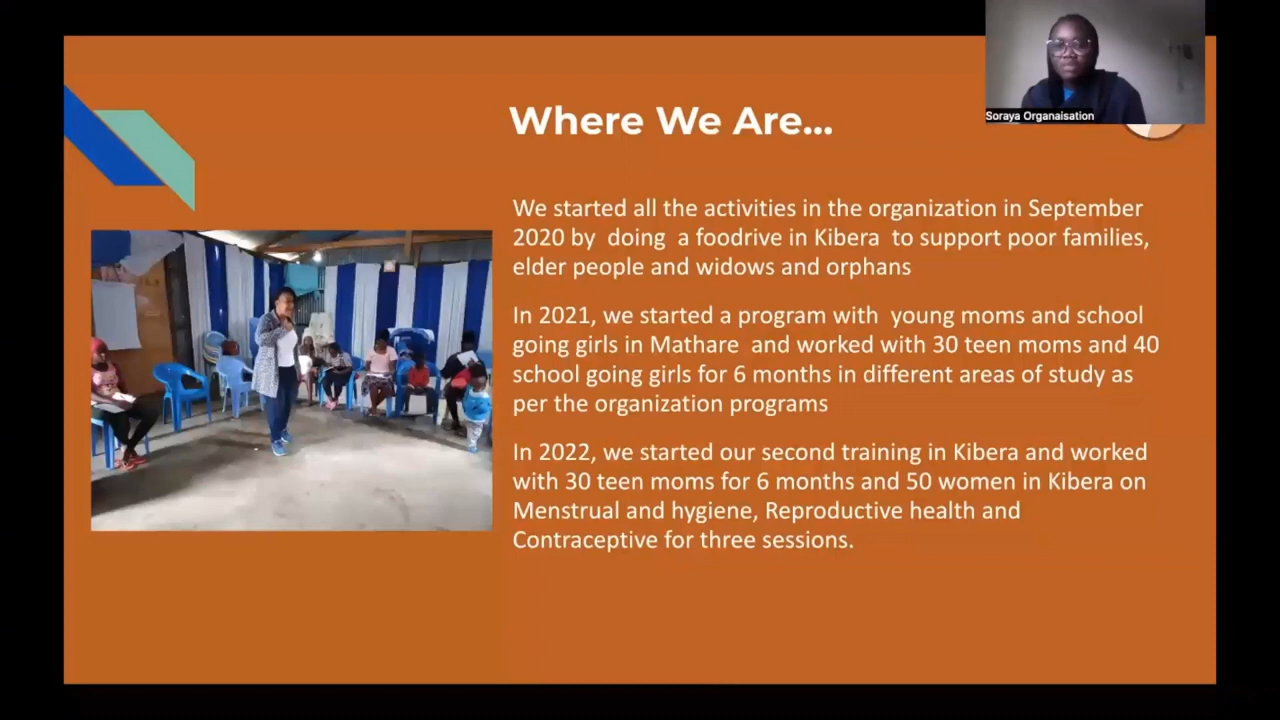 Soraya Organaisation
Where We Are...
We started all the activities in the organization in September
2020 by doing a foodrive in Kibera to support poor families,
elder people and widows and orphans
In 2021, we started a program with young moms and school
going girls in Mathare and worked with 30 teen moms and 40
school going girls for 6 months in different areas of study as
per the organization programs
In 2022, we started our second training in Kibera and worked
with 30 teen moms for 6 months and 50 women in Kibera on
Menstrual and hygiene, Reproductive health and
Contraceptive for three sessions.